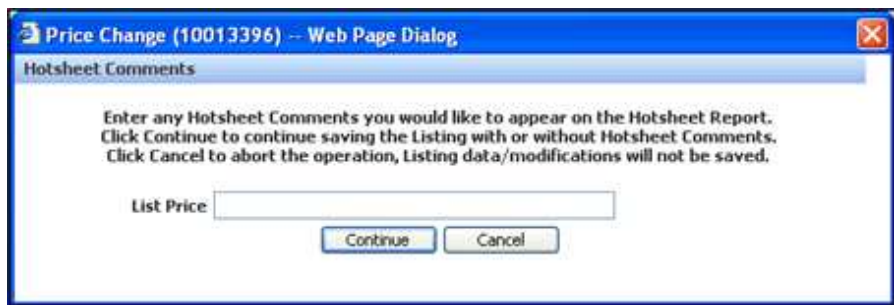 Price Change (10013396) -- Web Page Dialog
Hotsheet Comments
Enter any Hotsheet Comments you would like to appear on the Hotsheet Report.
Click Continue to continue saving the Listing with or without Hotsheet Comments.
Click Cancel to abort the operation, Listing data/modifications will not be saved.
List Price
Continue Cancel